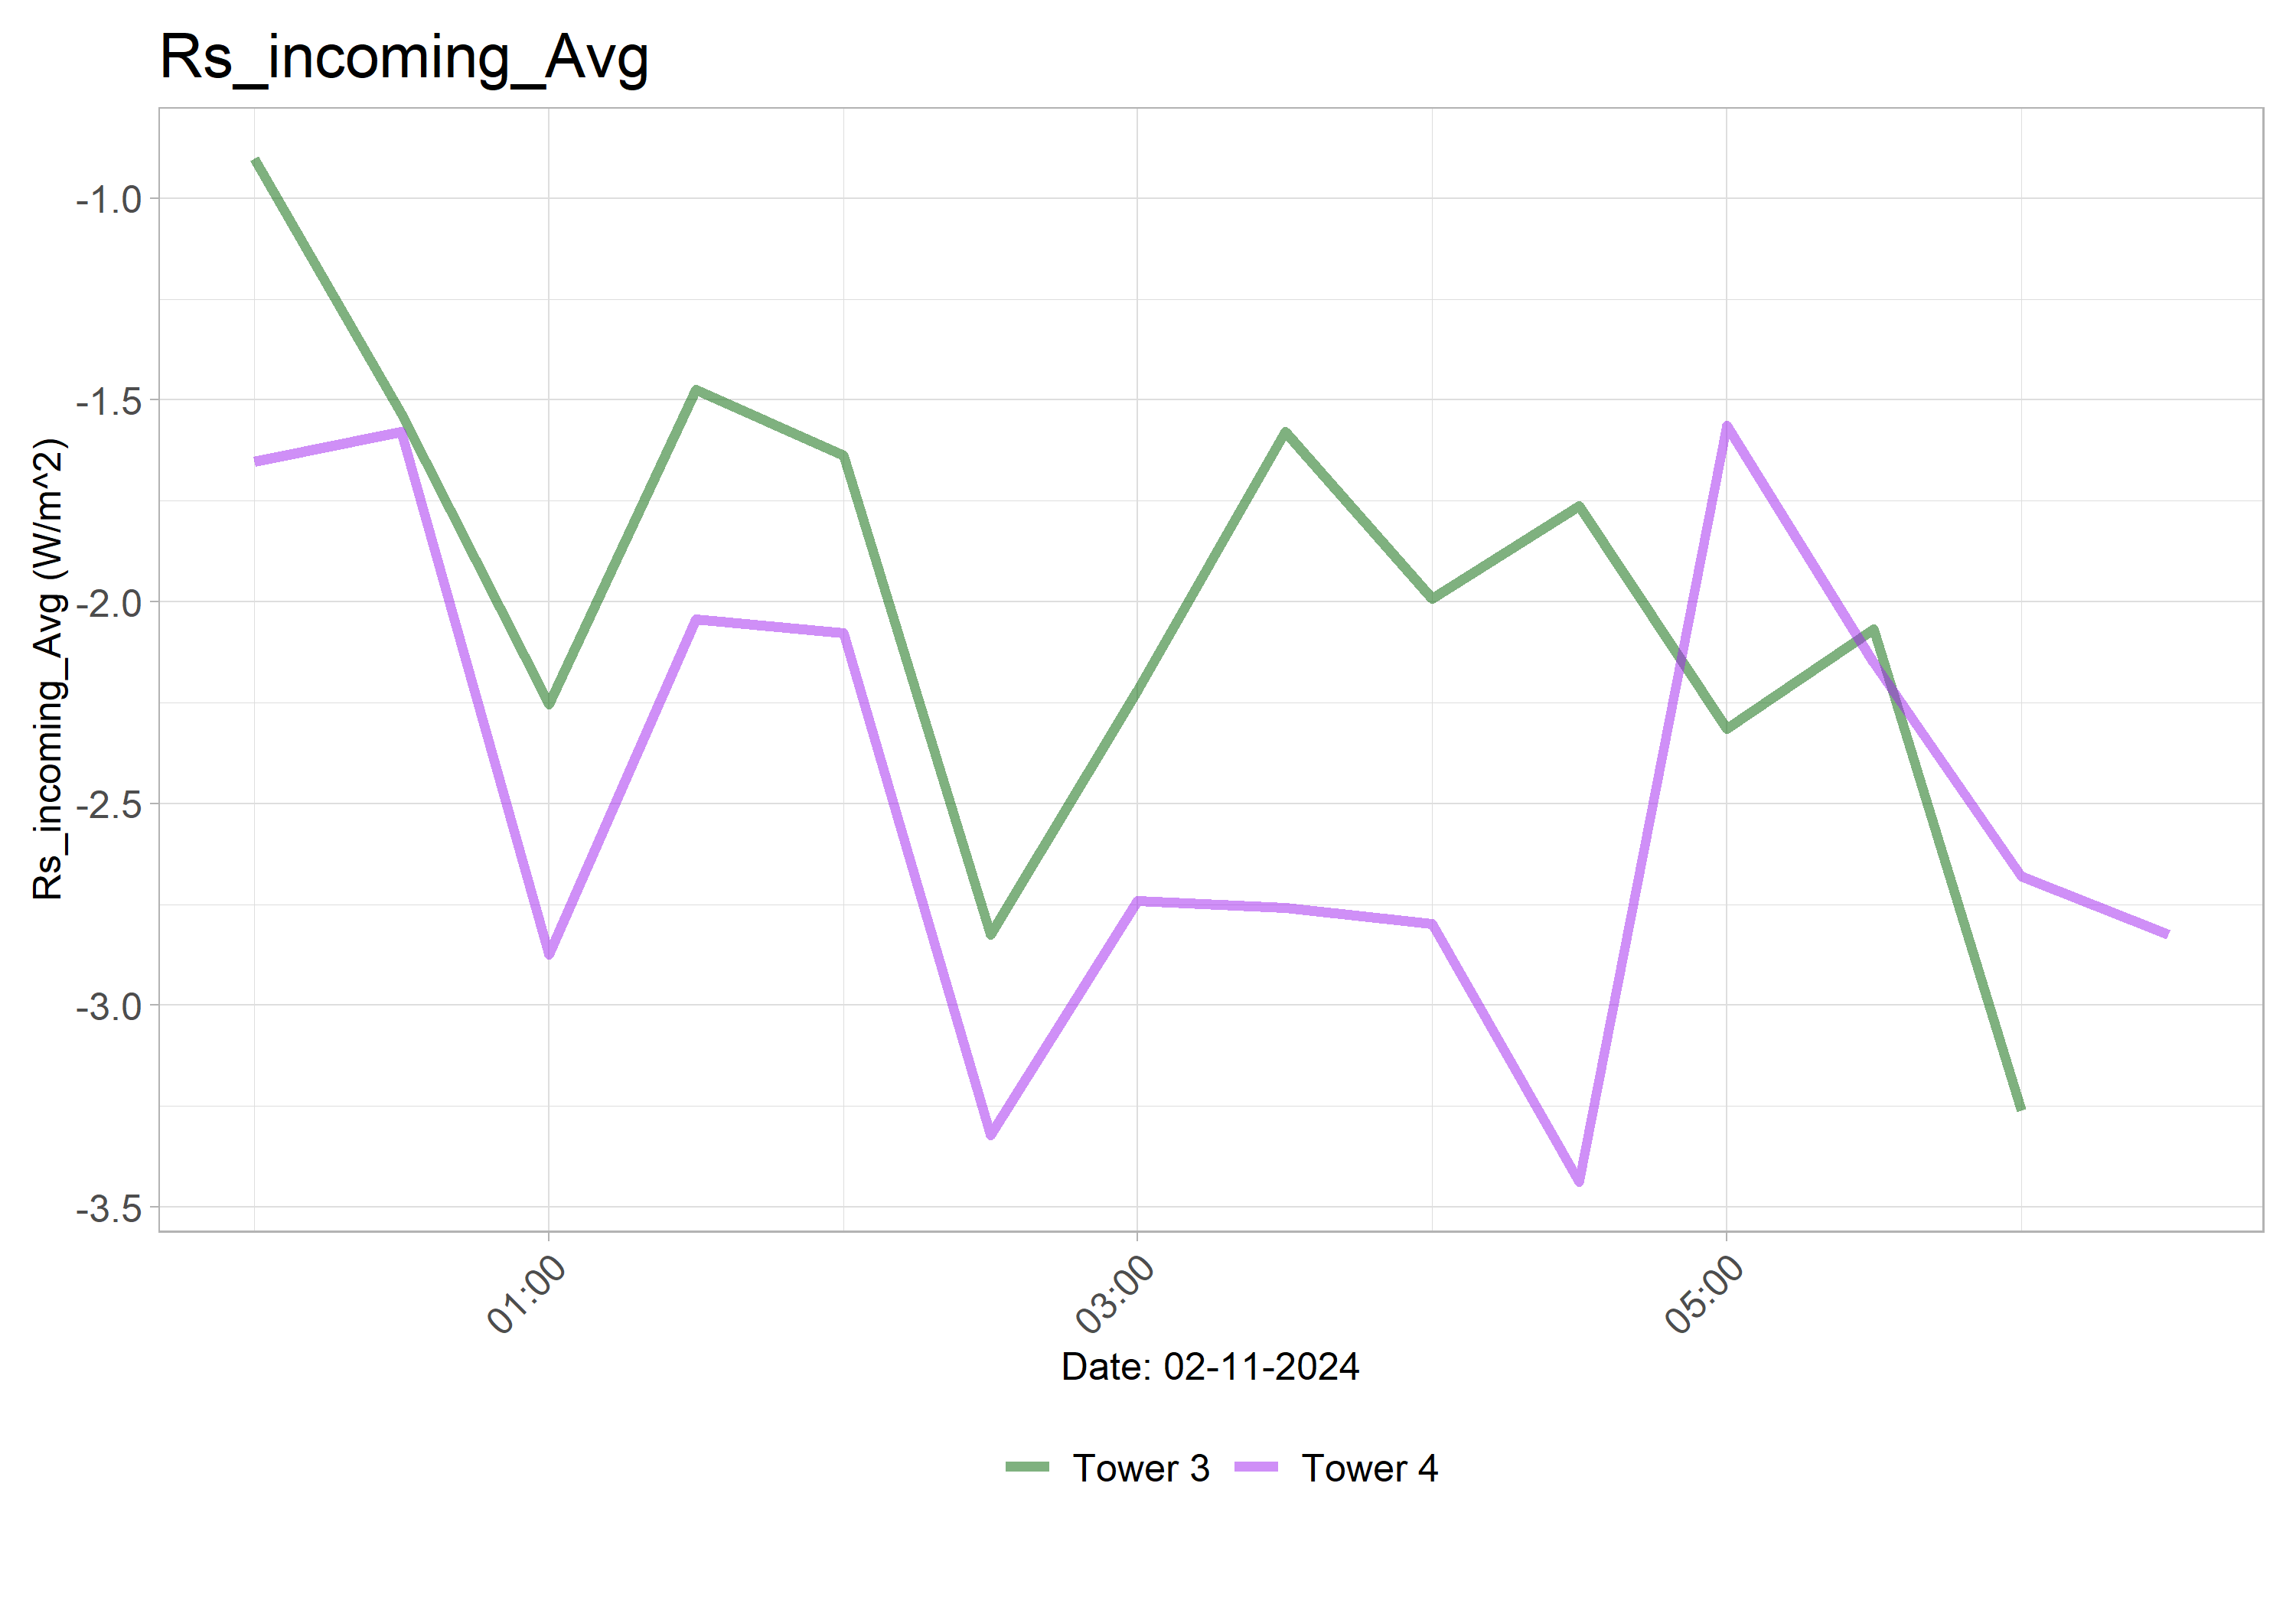 Rs_incoming_Avg
Rs_incoming_Avg (W/m^2)
-1.0
-1.5
-2.0
-2.5
-3.0
-3.5
01:00
03:00
05:00
Date: 02-11-2024
Tower 3
Tower 4